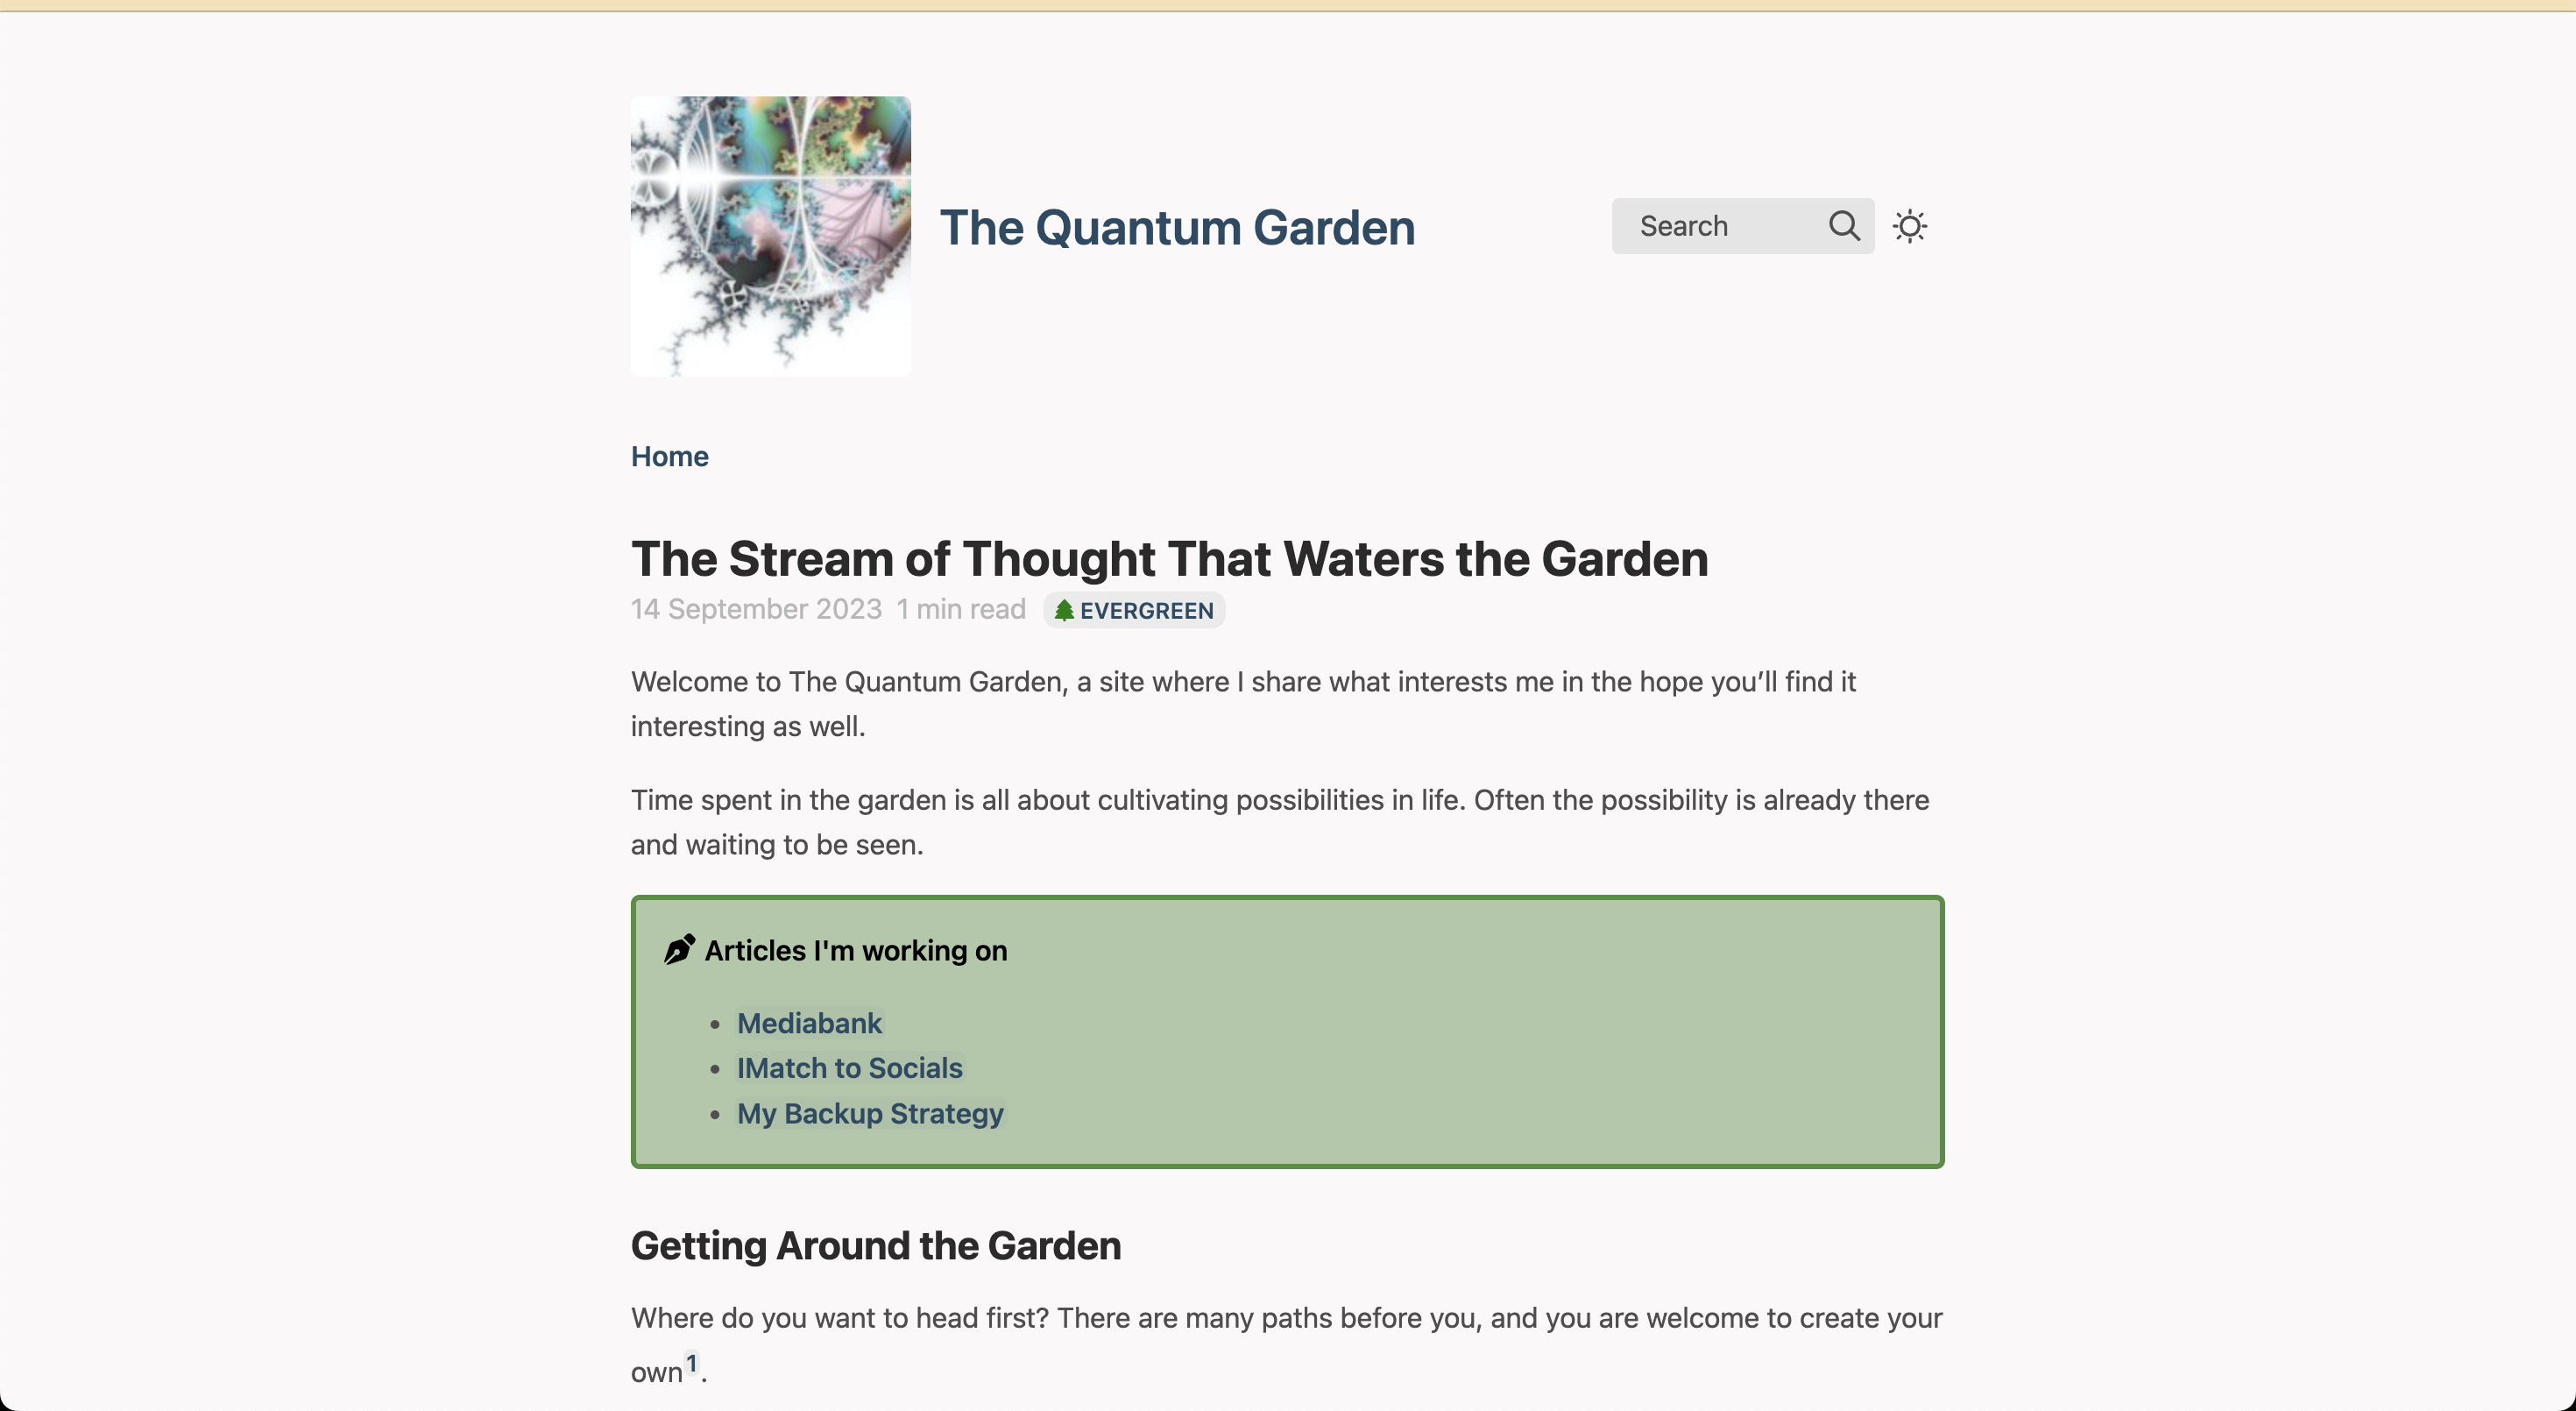 The Quantum Garden
Search
Home
The Stream of Thought That Waters the Garden
14 September 2023 1 min read EVERGREEN
Welcome to The Quantum Garden, a site where I share what interests me in the hope you’ll find it
interesting as well.
Time spent in the garden is all about cultivating possibilities in life. Often the possibility is already there
and waiting to be seen.
Articles I'm working on
• Mediabank
• IMatch to Socials
• My Backup Strategy
Getting Around the Garden
Where do you want to head first? There are many paths before you, and you are welcome to create your
own1.